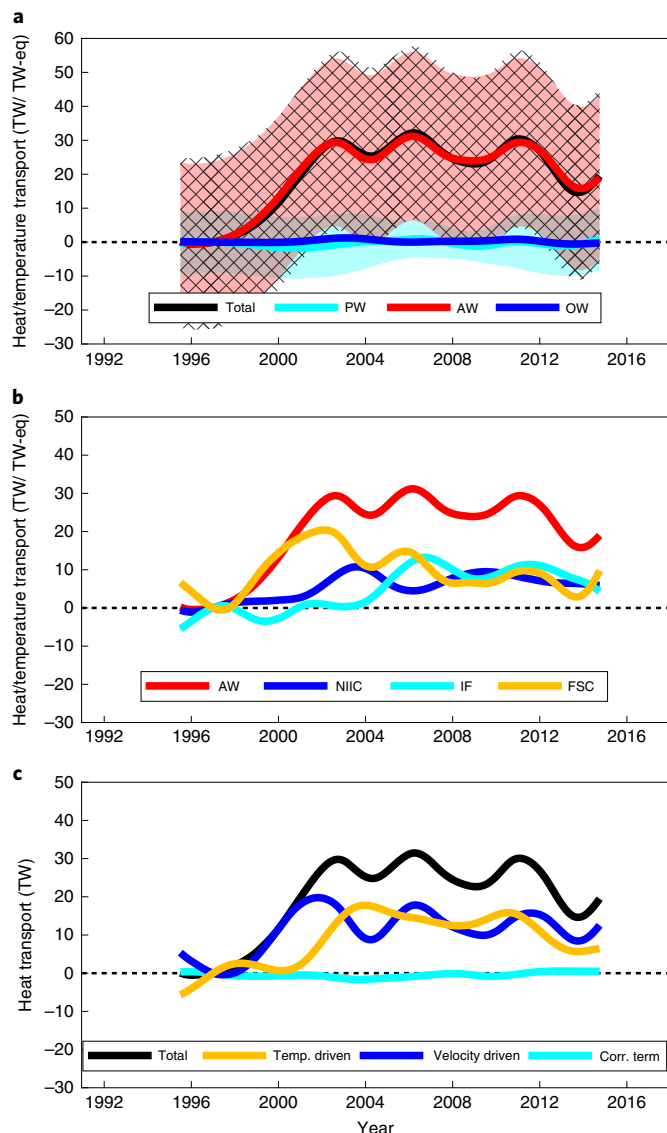 a
Heat/temperature transport (TW/ TW-eq)
60
50
40
30
20
10
0
–10
–20
–30
Total PW AW OW
1992 1996 2000 2004 2008 2012 2016
b
Heat/temperature transport (TW/ TW-eq)
50
40
30
20
10
0
–10
–20
–30
AW NIIC IF FSC
1992 1996 2000 2004 2008 2012 2016
c
Heat transport (TW)
50
40
30
20
10
0
–10
–20
–30
Total Temp. driven Velocity driven Corr. term
1992 1996 2000 2004 2008 2012 2016
Year